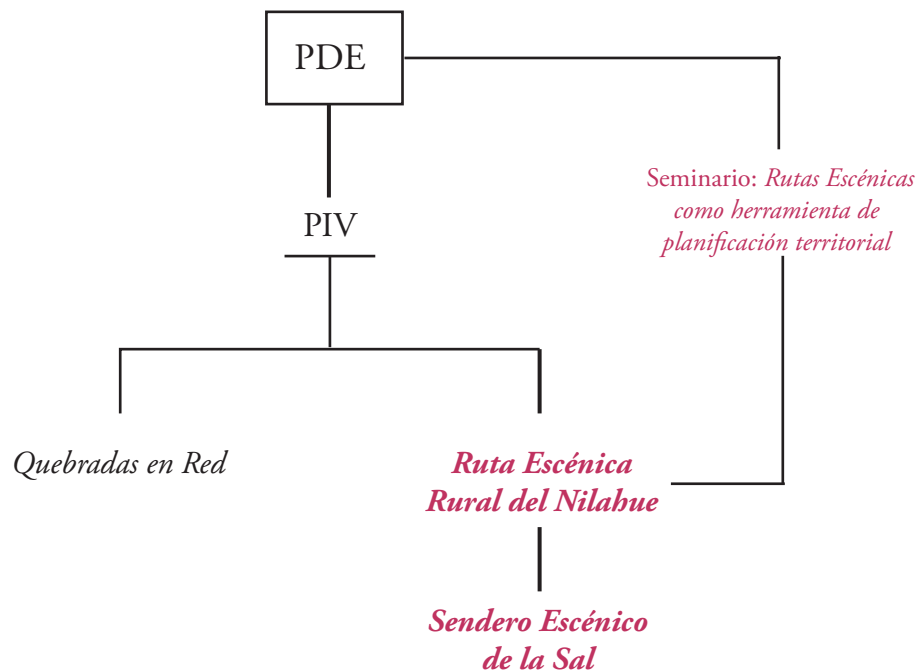 PDE
Seminario: Rutas Escénicas
como herramienta de
planificación territorial
PIV
Quebradas en Red
Ruta Escénica
Rural del Nilahue
Sendero Escénico
de la Sal